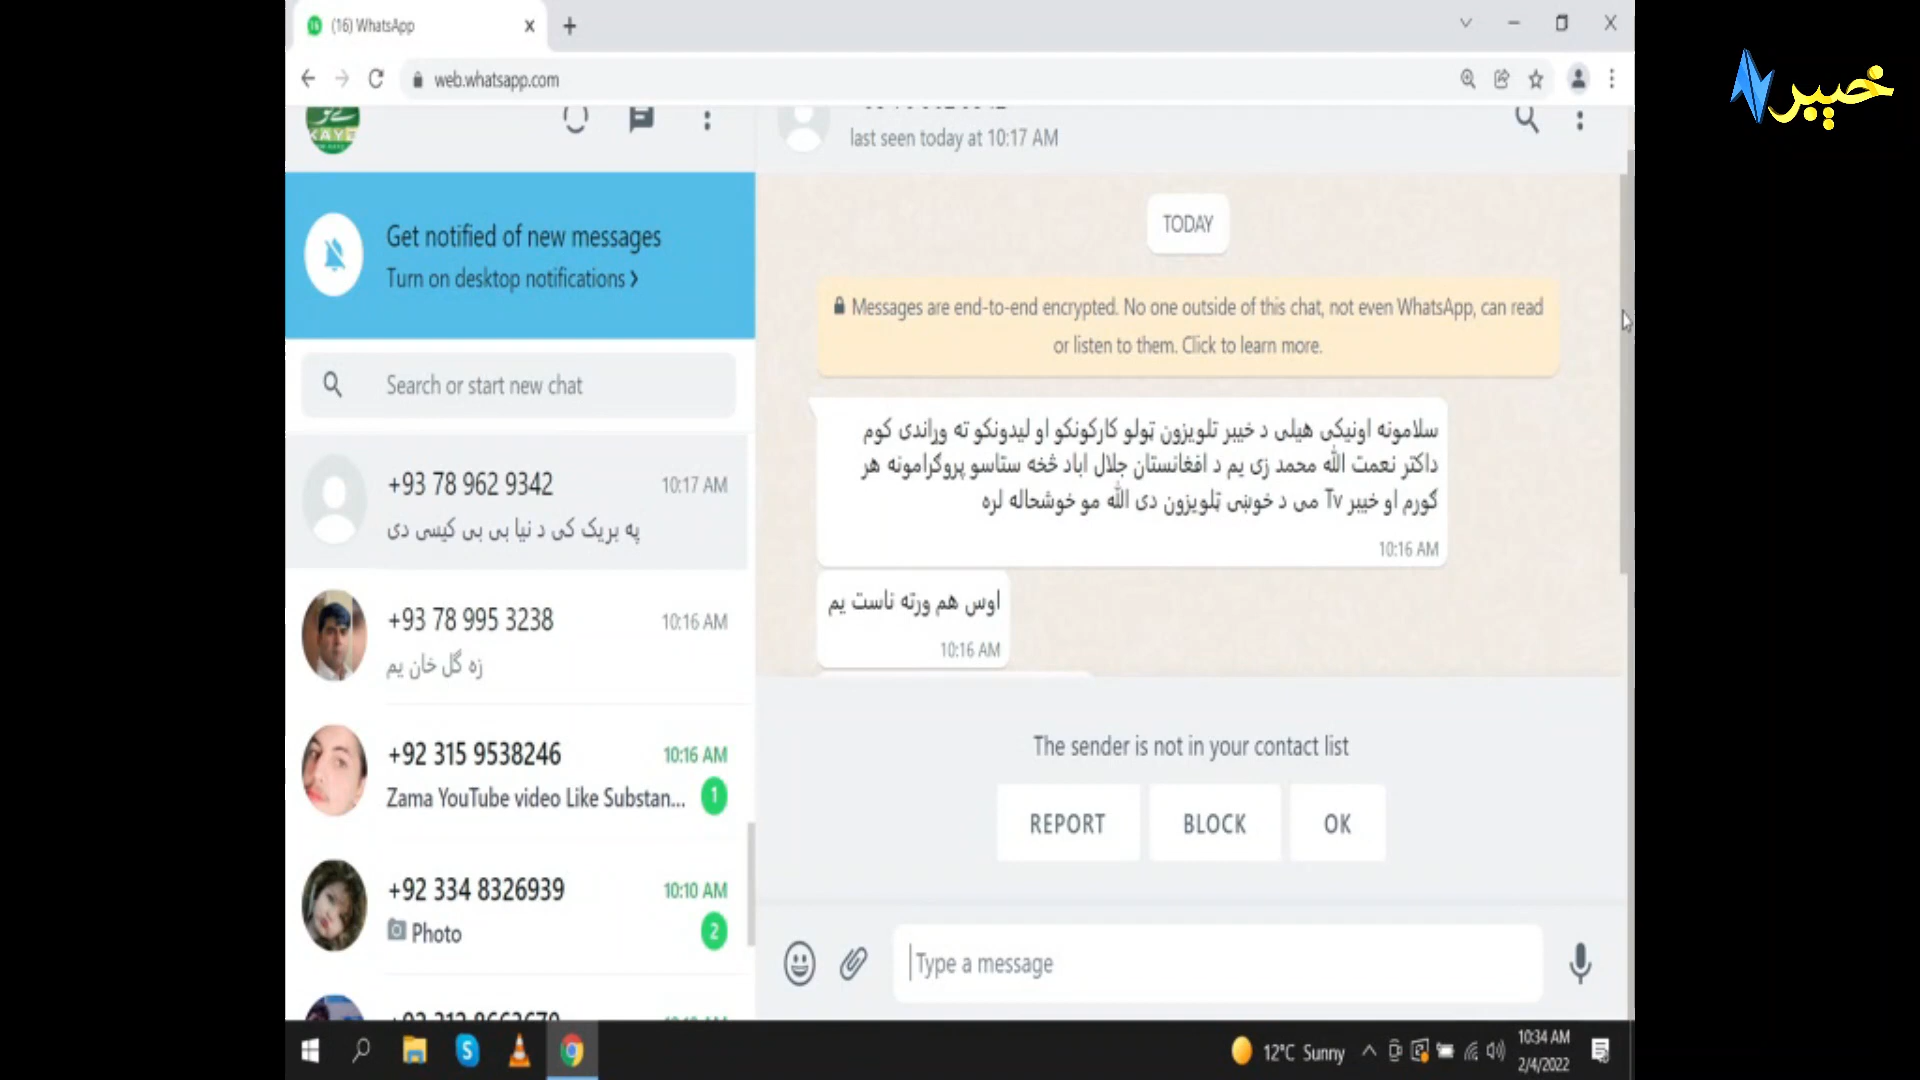 (16) WhatsApp
web.whatsapp.com
خیبر
KAY2
last seen today at 10:17 AM
Get notified of new messages
Turn on desktop notifications
Search or start new chat
+93 78 962 9342
10:17 AM
په بریک کی د نیا بی بی کیسی دی
+93 78 995 3238
10:16 AM
زه گل خان یم
+92 315 9538246
10:16 AM
Zama YouTube video Like Substan...
1
+92 334 8326939
10:10 AM
Photo
2
TODAY
Messages are end-to-end encrypted. No one outside of this chat, not even WhatsApp, can read
or listen to them. Click to learn more.
سلامونه اونیکی هیلی د خیبر تلویزون ټولو کارکونکو او لیدونکو ته وراندی کوم
داکتر نعمت الله محمد زی یم د افغانستان جلال اباد څخه ستاسو پروګرامونه هر
ګورم او خیبر Tv می د خوښی ټلویزون دی الله مو خوشحاله لره
10:16 AM
اوس هم ورته ناست یم
10:16 AM
The sender is not in your contact list
REPORT
BLOCK
OK
Type a message
12°C Sunny
10:34 AM
2/4/2022